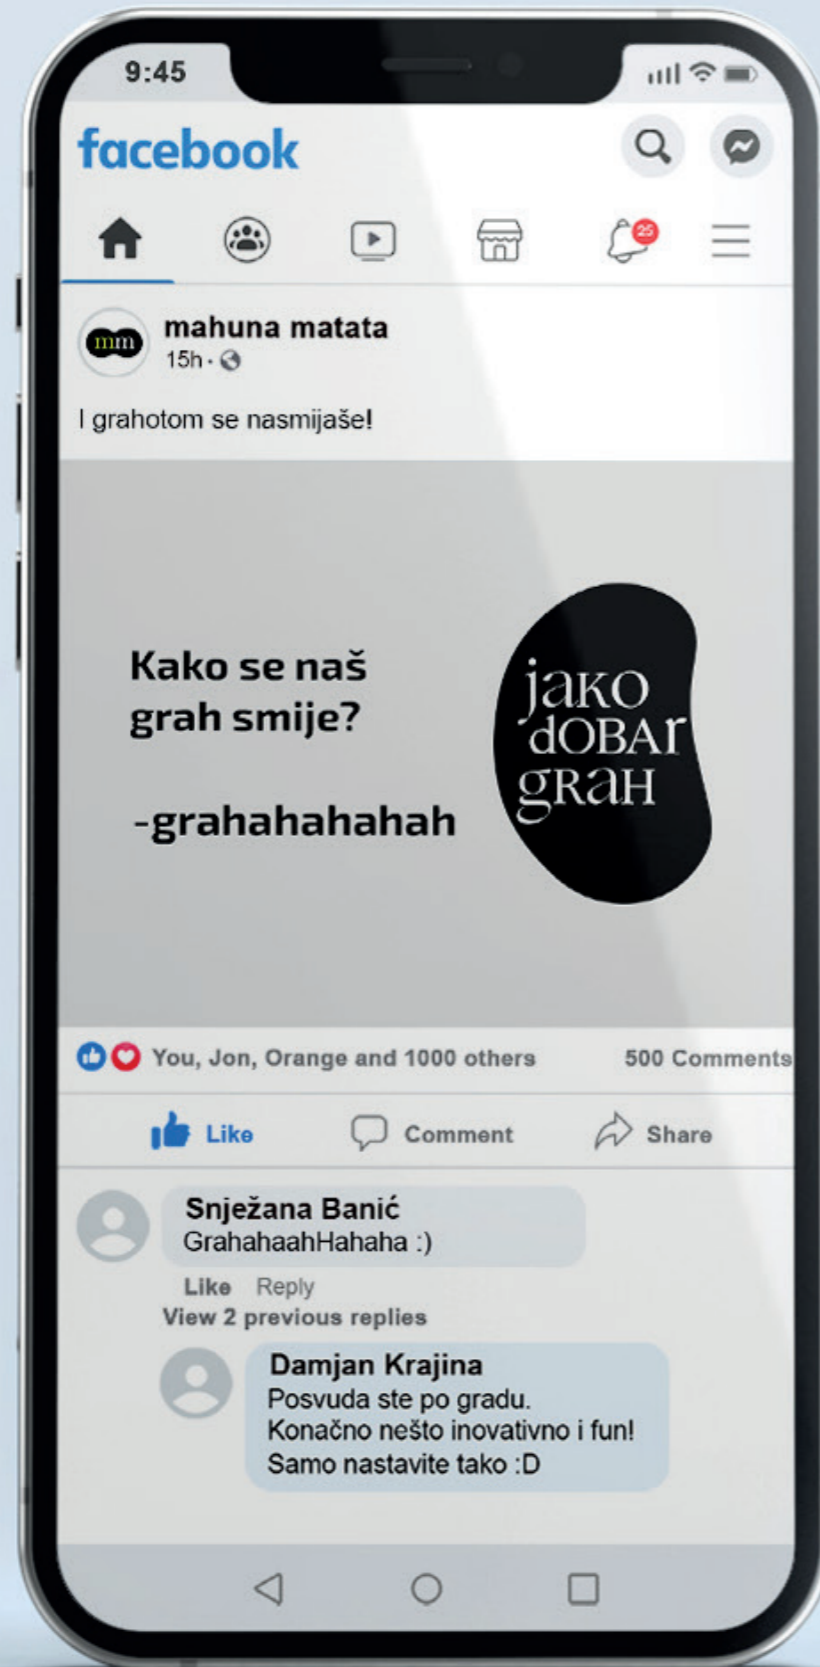 9:45
facebook
25
mm
mahuna matata
15h ·
I grahotom se nasmijaše!
Kako se naš
grah smije?
-grahahahahah
jako
dOBAr
gRaH
You, Jon, Orange and 1000 others
500 Comments
Like
Comment
Share
Snježana Banić
GrahahaahHahaha :)
Like Reply
View 2 previous replies
Damjan Krajina
Posvuda ste po gradu.
Konačno nešto inovativno i fun!
Samo nastavite tako :D